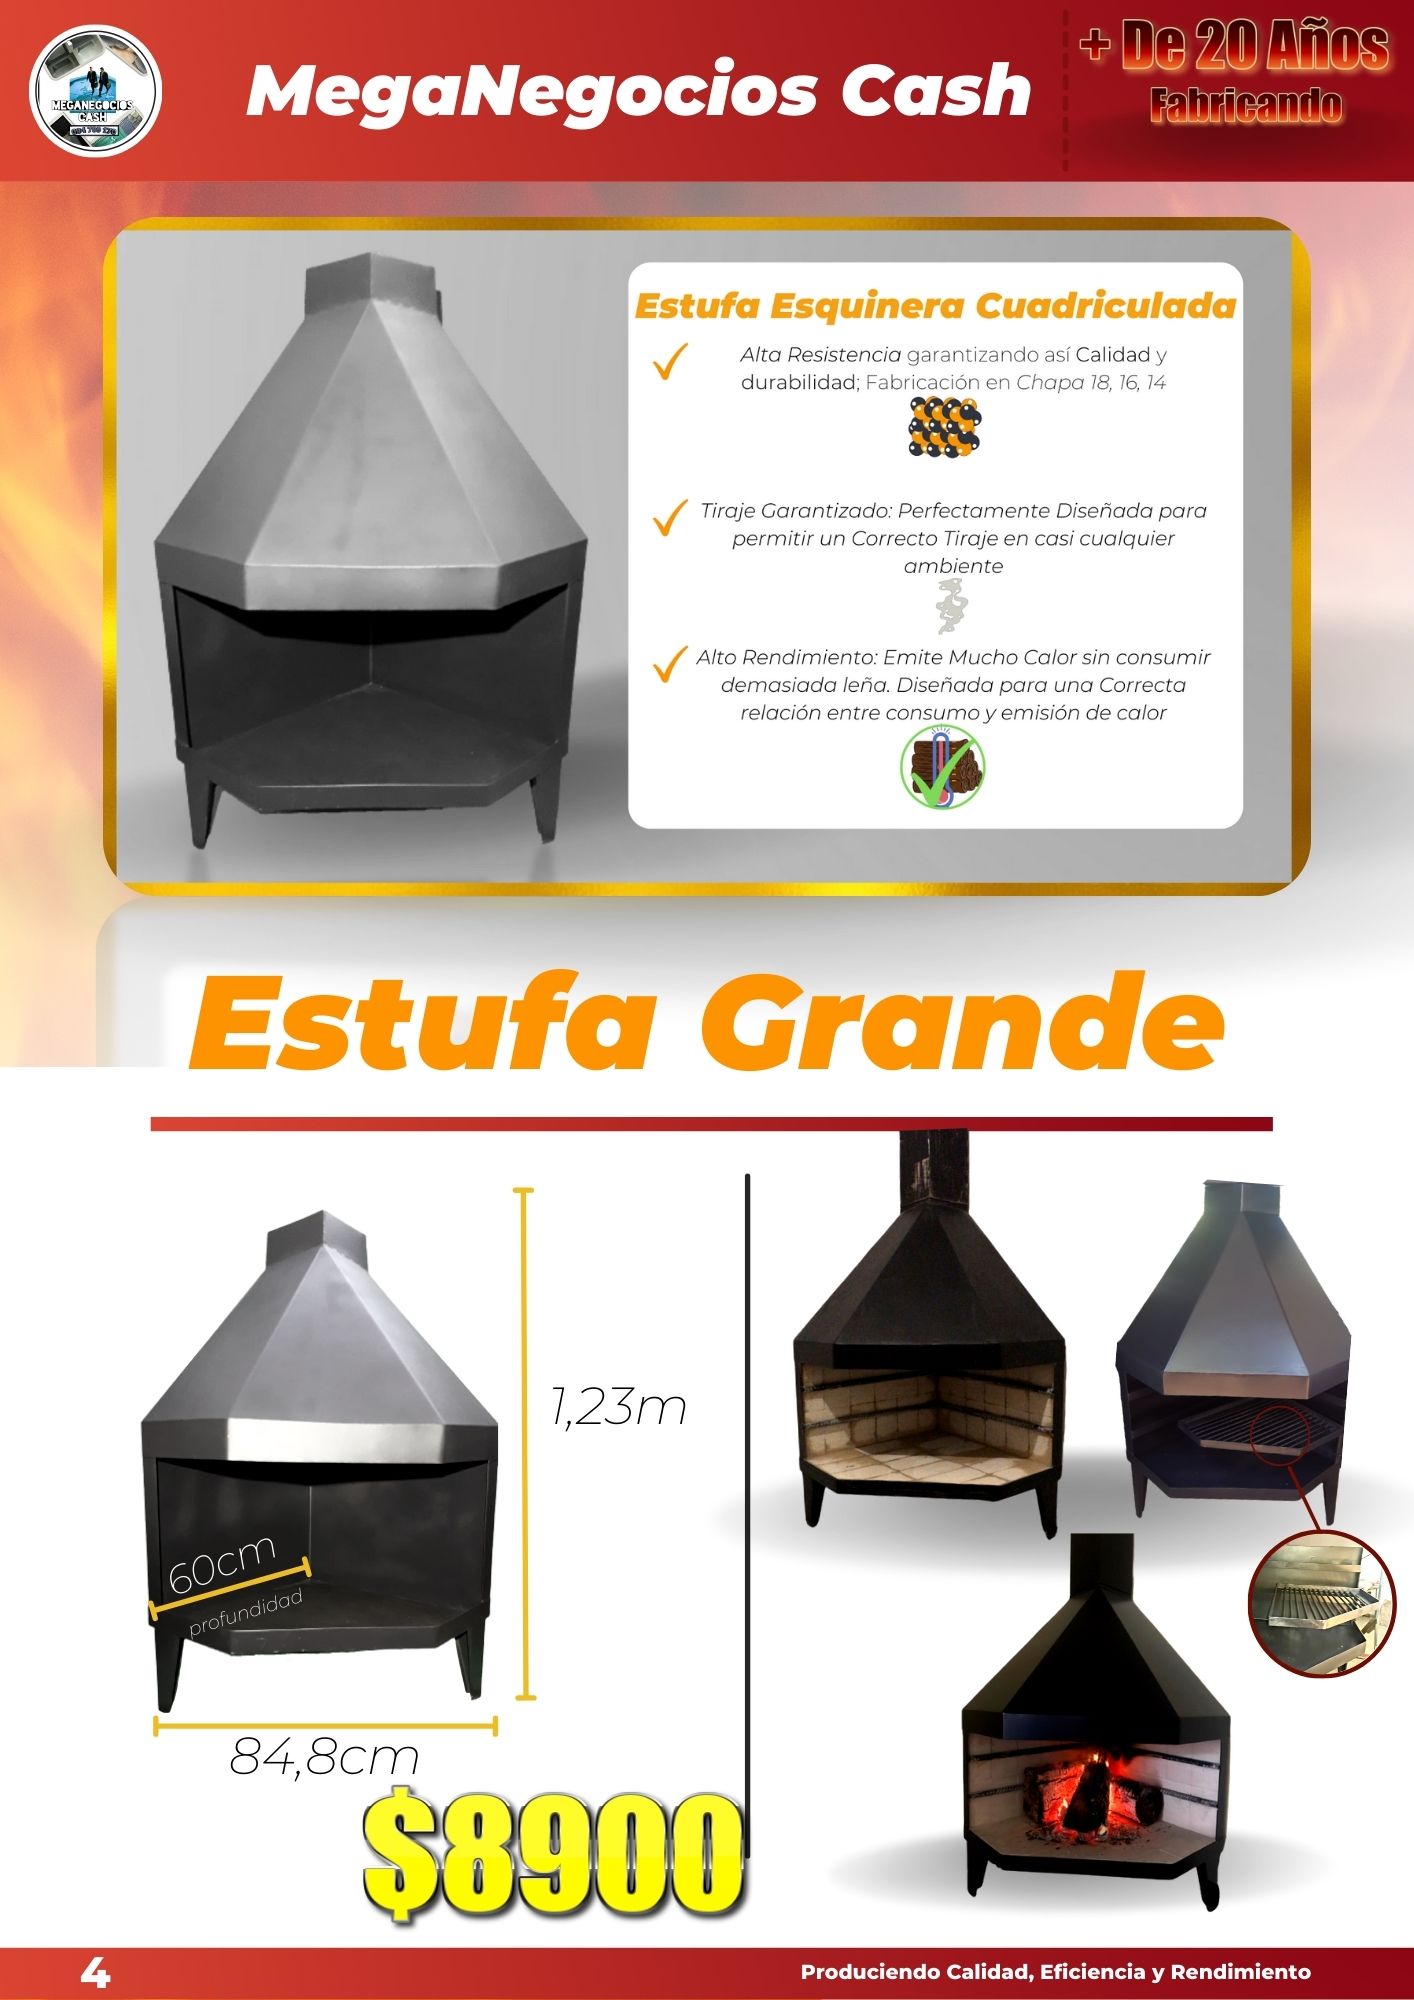 MEGANEGOCIOS
CASH
MegaNegocios Cash
+ De 20 Años
Fabricando
Estufa Esquinera Cuadriculada
Alta Resistencia garantizando así Calidad y
durabilidad; Fabricación en Chapa 18, 16, 14
Tiraje Garantizado: Perfectamente Diseñada para
permitir un Correcto Tiraje en casi cualquier
ambiente
Alto Rendimiento: Emite Mucho Calor sin consumir
demasiada leña. Diseñada para una Correcta
relación entre consumo y emisión de calor
Estufa Grande
1,23m
60cm
profundidad
84,8cm
$8900
4
Produciendo Calidad, Eficiencia y Rendimiento